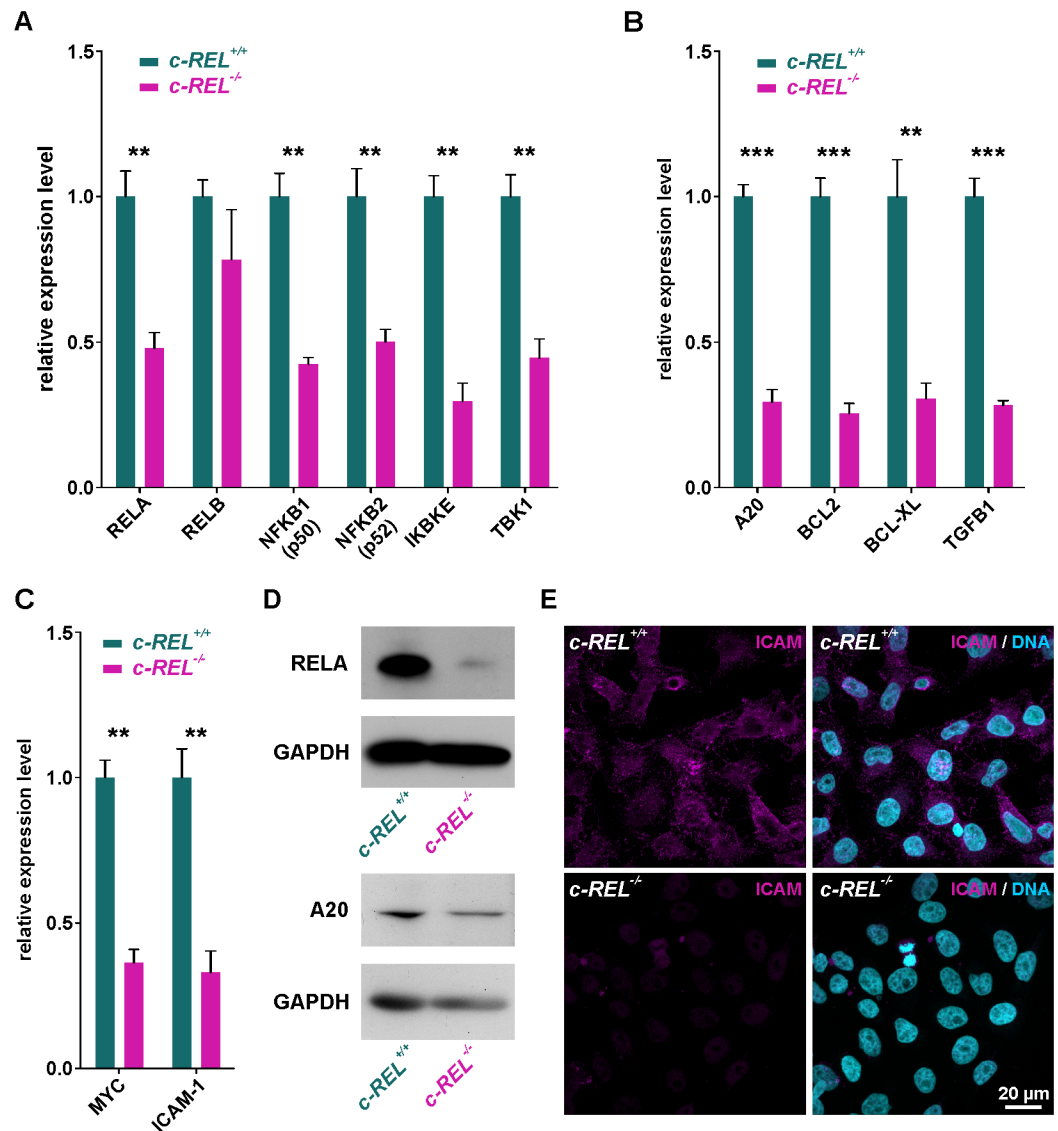 A
c-REL+/+
c-REL-/-
relative expression level
1.5
1.0
0.5
0.0
** ** ** ** **
RELA
RELB
NFKB1
(p50)
NFKB2
(p52)
IKBKE
TBK1
B
c-REL+/+
c-REL-/-
relative expression level
1.5
1.0
0.5
0.0
*** *** ** ***
A20
BCL2
BCL-XL
TGFB1
C
c-REL+/+
c-REL-/-
relative expression level
1.5
1.0
0.5
0.0
** **
MYC
ICAM-1
D
RELA
GAPDH
c-REL+/+
c-REL-/-
A20
GAPDH
c-REL+/+
c-REL-/-
E
c-REL+/+ ICAM
c-REL+/+ ICAM / DNA
c-REL-/- ICAM
c-REL-/- ICAM / DNA
20 µm